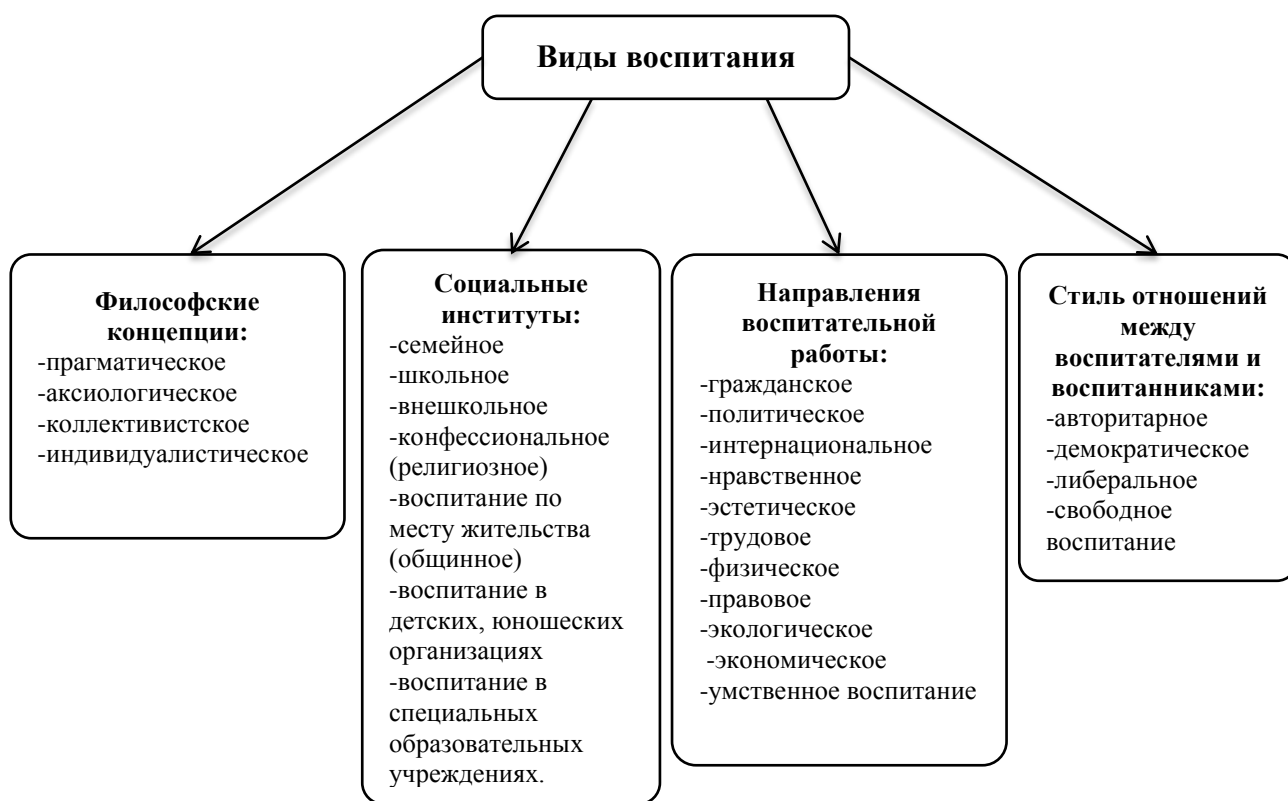 Виды воспитания
Философские
концепции:
-прагматическое
-аксиологическое
-коллективистское
-индивидуалистическое
Социальные
институты:
-семейное
-школьное
-внешкольное
-конфессиональное
(религиозное)
-воспитание по
месту жительства
(общинное)
-воспитание в
детских, юношеских
организациях
-воспитание в
специальных
образовательных
учреждениях.
Направления
воспитательной
работы:
-гражданское
-политическое
-интернациональное
-нравственное
-эстетическое
-трудовое
-физическое
-правовое
-экологическое
-экономическое
-умственное воспитание
Стиль отношений
между
воспитателями и
воспитанниками:
-авторитарное
-демократическое
-либеральное
-свободное
воспитание